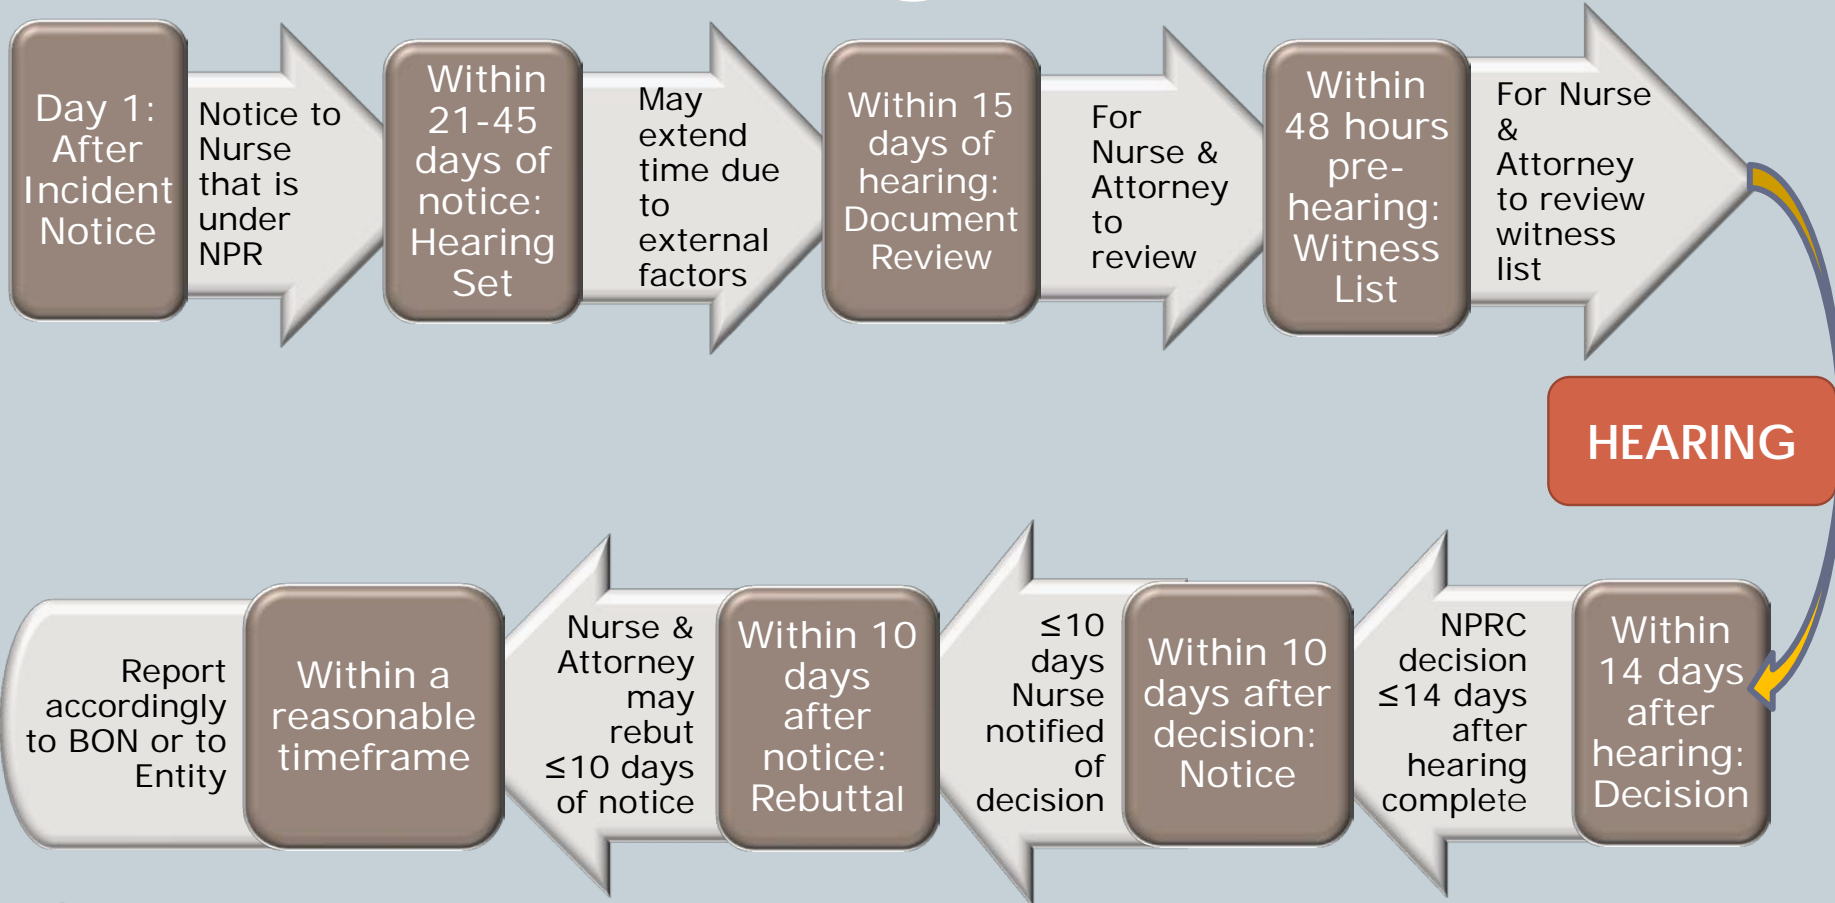 Day 1:
After
Incident
Notice
Notice to
Nurse
that is
under
NPR
Within
21-45
days of
notice:
Hearing
Set
May
extend
time due
to
external
factors
Within 15
days of
hearing:
Document
Review
For
Nurse &
Attorney
to
review
Within
48 hours
pre-
hearing:
Witness
List
For Nurse
&
Attorney
to review
witness
list
HEARING
Within
14 days
after
hearing:
Decision
NPRC
decision
≤14 days
after
hearing
complete
Within 10
days after
decision:
Notice
≤10
days
Nurse
notified
of
decision
Within 10
days
after
notice:
Rebuttal
Nurse &
Attorney
may
rebut
≤10 days
of notice
Within a
reasonable
timeframe
Report
accordingly
to BON or to
Entity